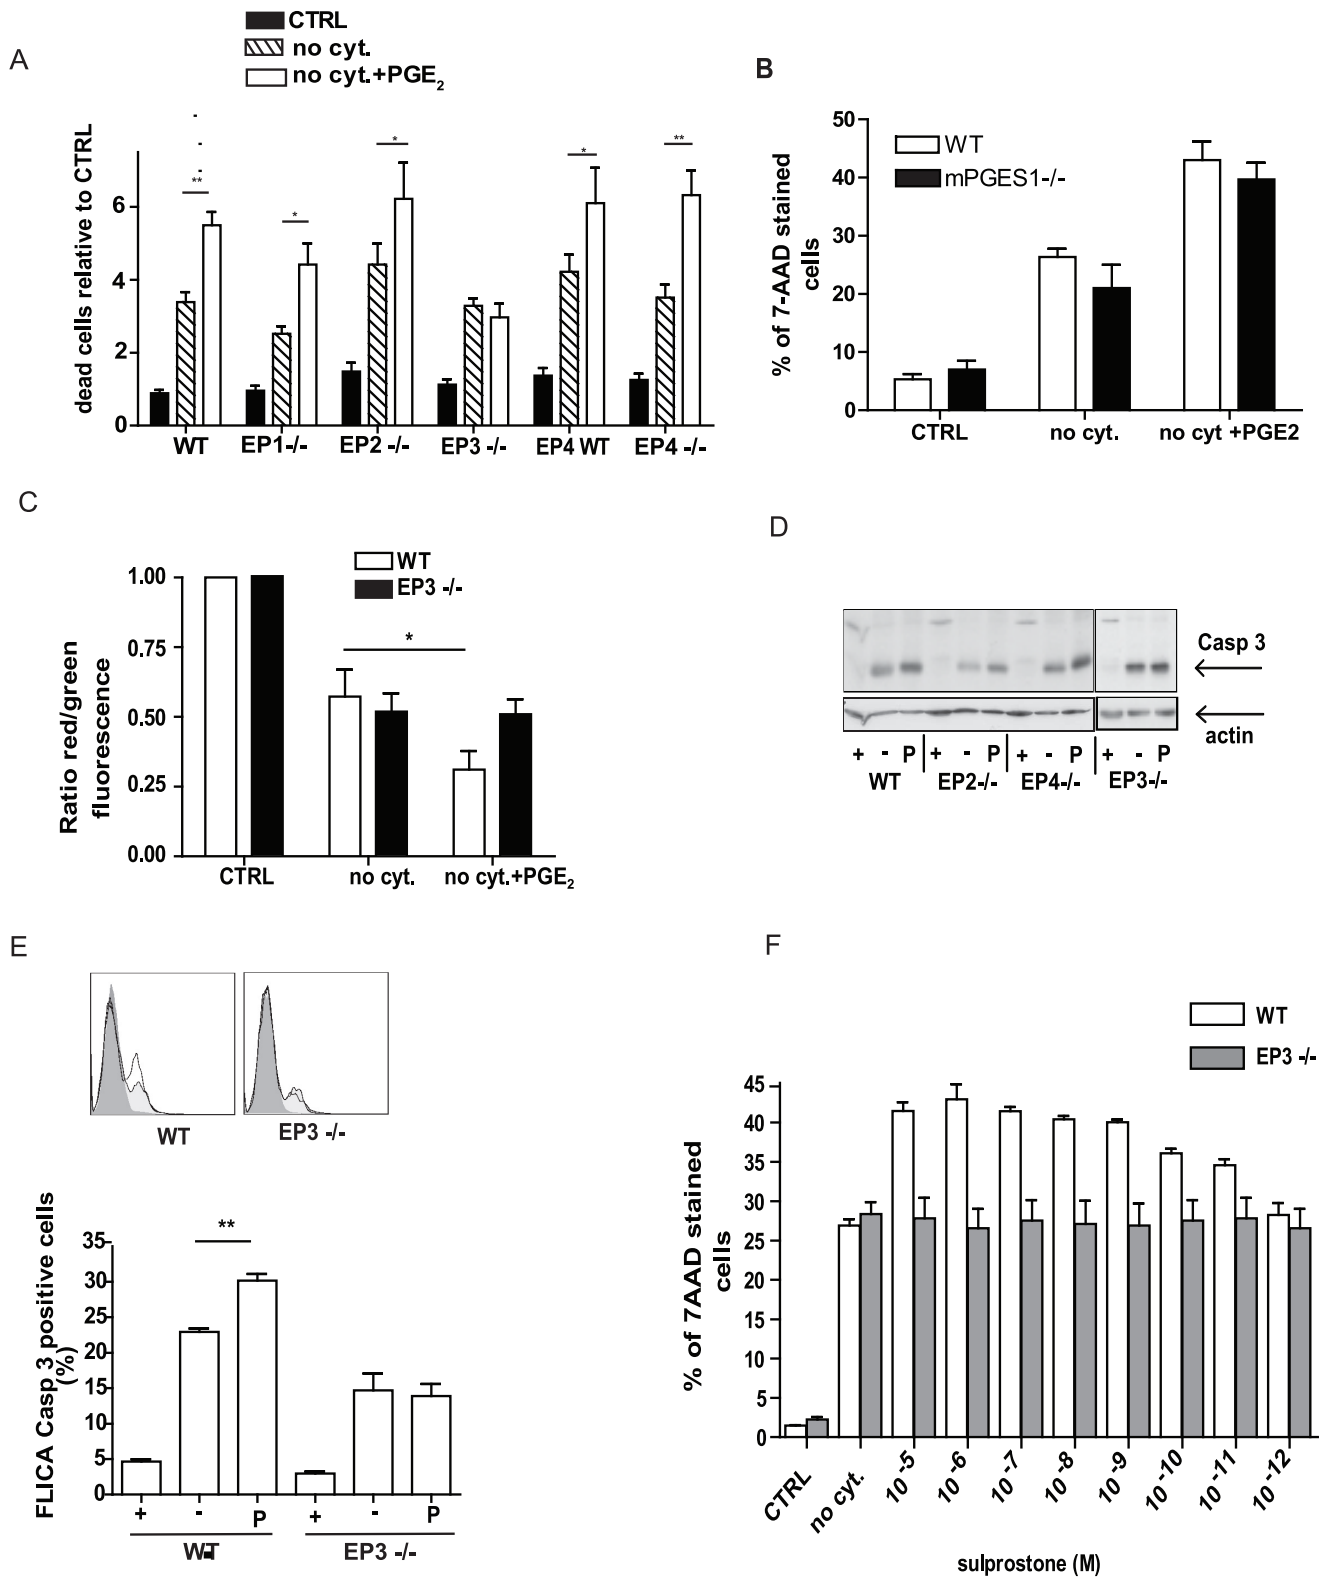 A
CTRL
no cyt.
no cyt.+PGE2
dead cells relative to CTRL
6
4
2
0
** * * * **
WT EP1-/- EP2 -/- EP3 -/- EP4 WT EP4 -/-
B
% of 7-AAD stained
cells
50
40
30
20
10
0
WT
mPGES1-/-
CTRL no cyt. no cyt +PGE2
C
WT
EP3 -/-
Ratio red/green
fluorescence
1.00
0.75
0.50
0.25
0.00
*
CTRL no cyt. no cyt.+PGE2
D
Casp 3
actin
+ - P + - P + - P + - P
WT EP2-/- EP4-/- EP3-/-
E
WT EP3 -/-
FLICA Casp 3 positive cells
(%)
35
30
25
20
15
10
5
0
**
+ - P + - P
WT EP3 -/-
F
WT
EP3 -/-
% of 7AAD stained
cells
45
40
35
30
25
20
15
10
5
0
CTRL no cyt. 10-5 10-6 10-7 10-8 10-9 10-10 10-11 10-12
sulprostone (M)